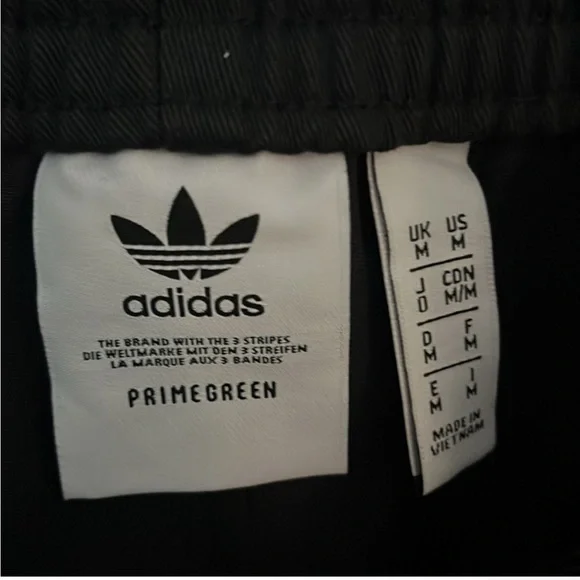 adidas
THE BRAND WITH THE 3 STRIPES
DIE WELTMARKE MIT DEN 3 STREIFEN
LA MARQUE AUX 3 BANDES
PRIMEGREEN
UK US
M M
J CDN
O M/M
D F
M M
E I
M M
MADE IN
VIETNAM